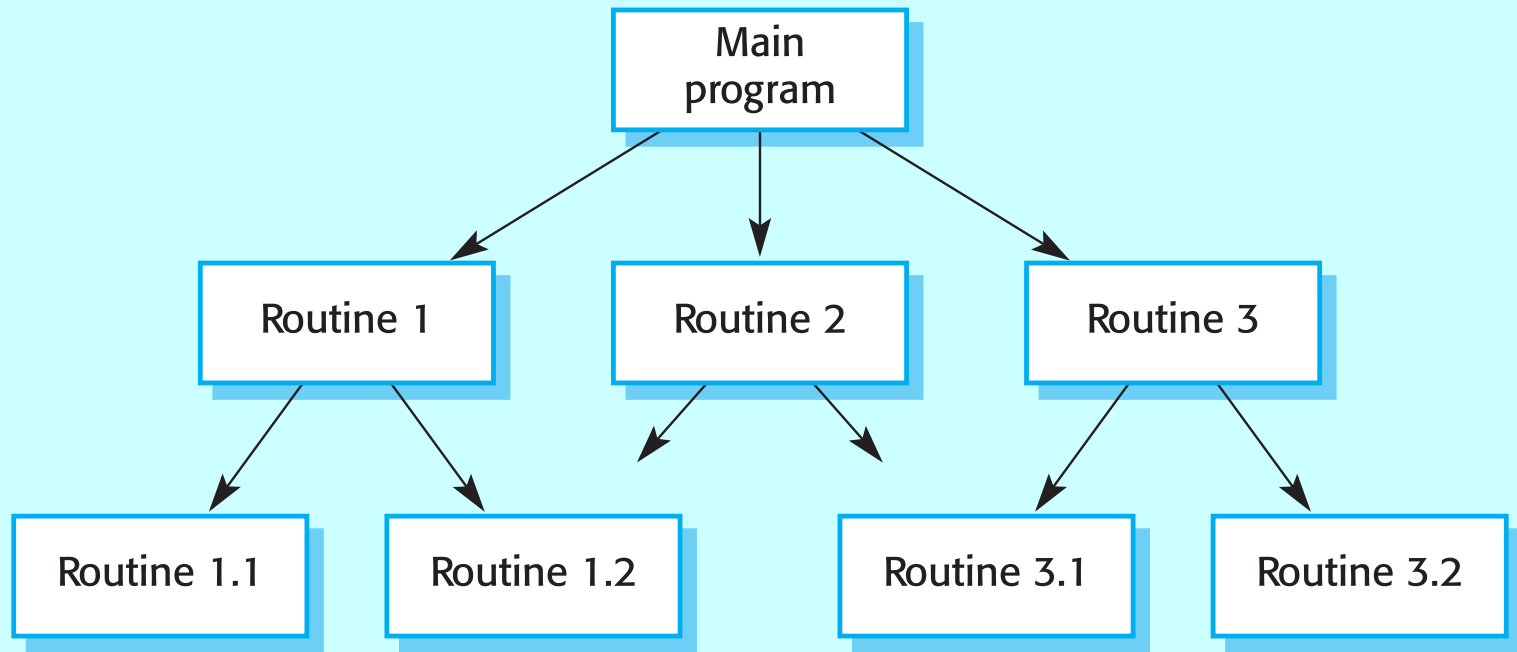 Main
program
Routine 1
Routine 2
Routine 3
Routine 1.1
Routine 1.2
Routine 3.1
Routine 3.2